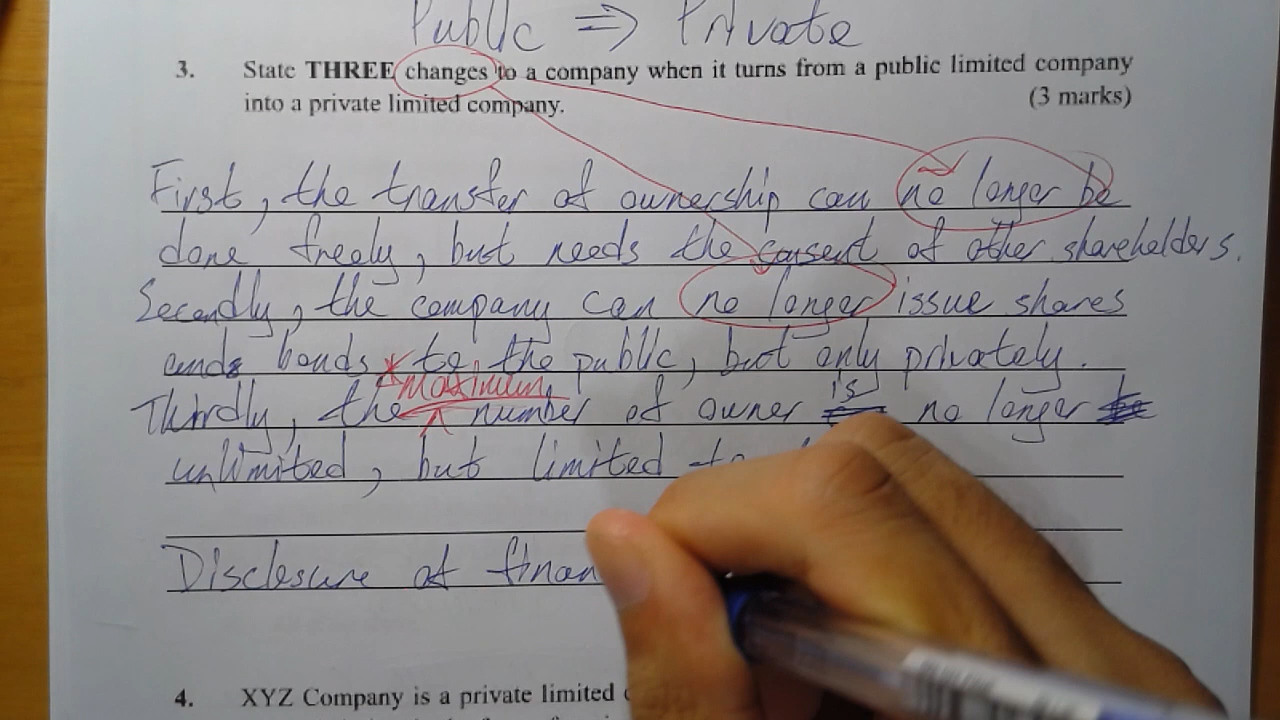 Public ⇒ Private
3. State THREE changes to a company when it turns from a public limited company
into a private limited company. (3 marks)
First, the transfer of ownership can no longer be
done freely, but needs the consent of other shareholders.
Secondly, the company can no longer issue shares
and bonds to the public, but only privately.
maximum is
Thirdly, the number of owner no longer
unlimited, but limited to
Disclosure of finan
4. XYZ Company is a private limited